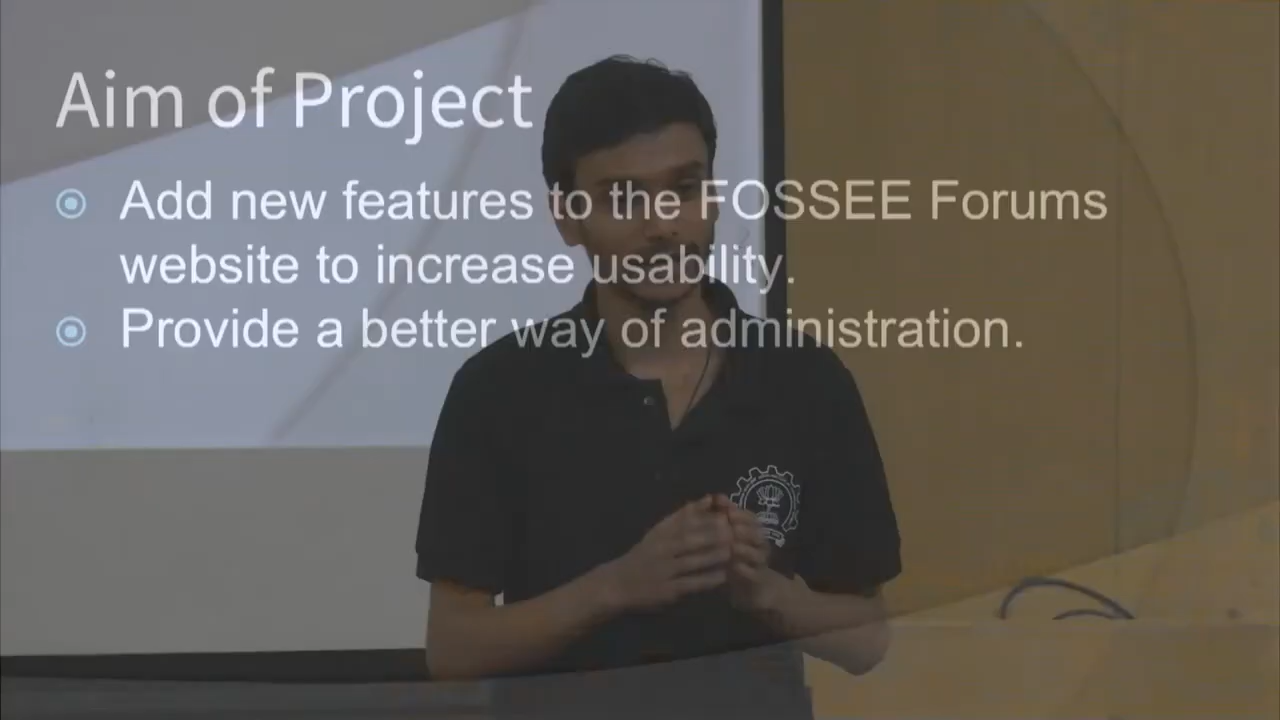 Aim of Project
Add new features to the FOSSEE Forums
website to increase usability.
Provide a better way of administration.